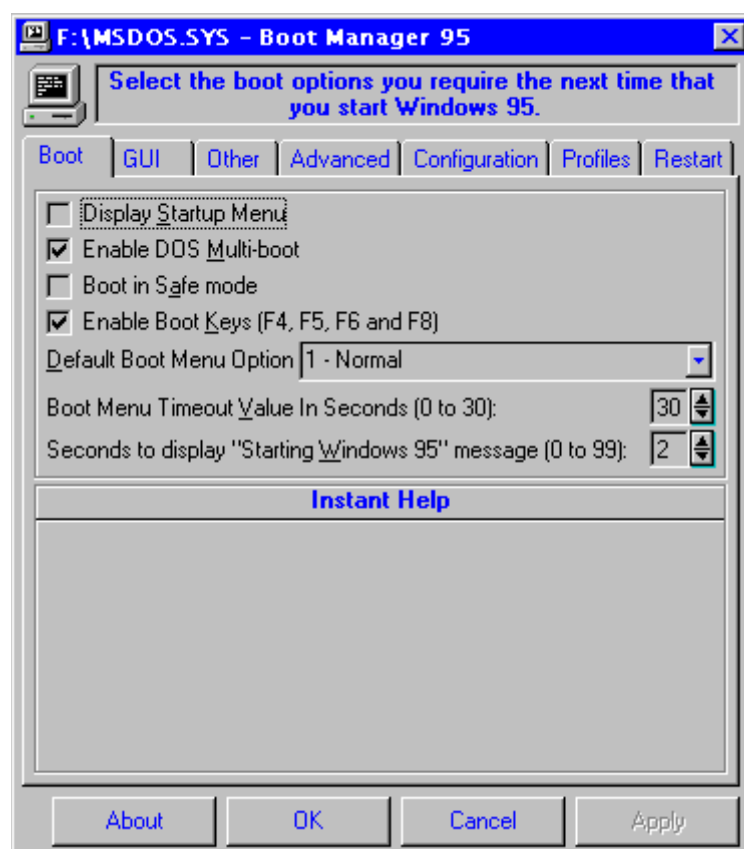 F:\MSDOS.SYS - Boot Manager 95
Select the boot options you require the next time that
you start Windows 95.
Boot GUI Other Advanced Configuration Profiles Restart
Display Startup Menu
Enable DOS Multi-boot
Boot in Safe mode
Enable Boot Keys (F4, F5, F6 and F8)
Default Boot Menu Option 1 - Normal
Boot Menu Timeout Value In Seconds (0 to 30): 30
Seconds to display "Starting Windows 95" message (0 to 99): 2
Instant Help
About OK Cancel Apply